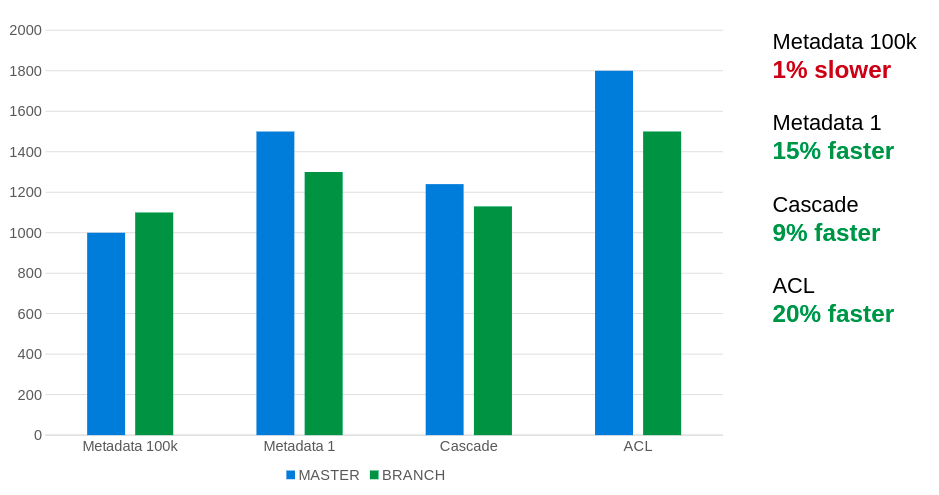 2000
1800
1600
1400
1200
1000
800
600
400
200
0
Metadata 100k
Metadata 1
Cascade
ACL
MASTER
BRANCH
Metadata 100k
1% slower
Metadata 1
15% faster
Cascade
9% faster
ACL
20% faster